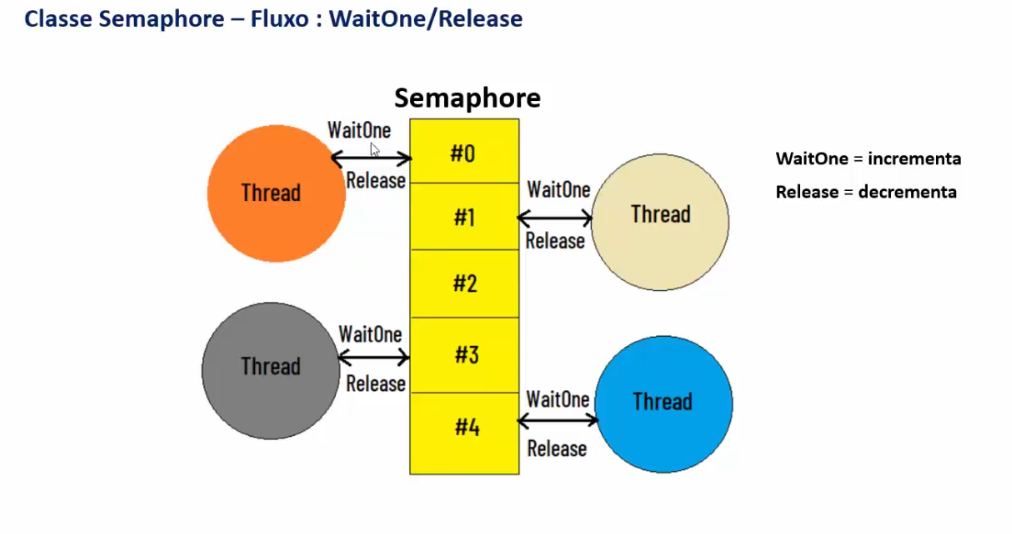 Classe Semaphore – Fluxo : WaitOne/Release
Semaphore
WaitOne
Release
Thread
#0
WaitOne
Release
Thread
#1
#2
WaitOne
Release
Thread
#3
WaitOne
Release
Thread
#4
WaitOne = incrementa
Release = decrementa